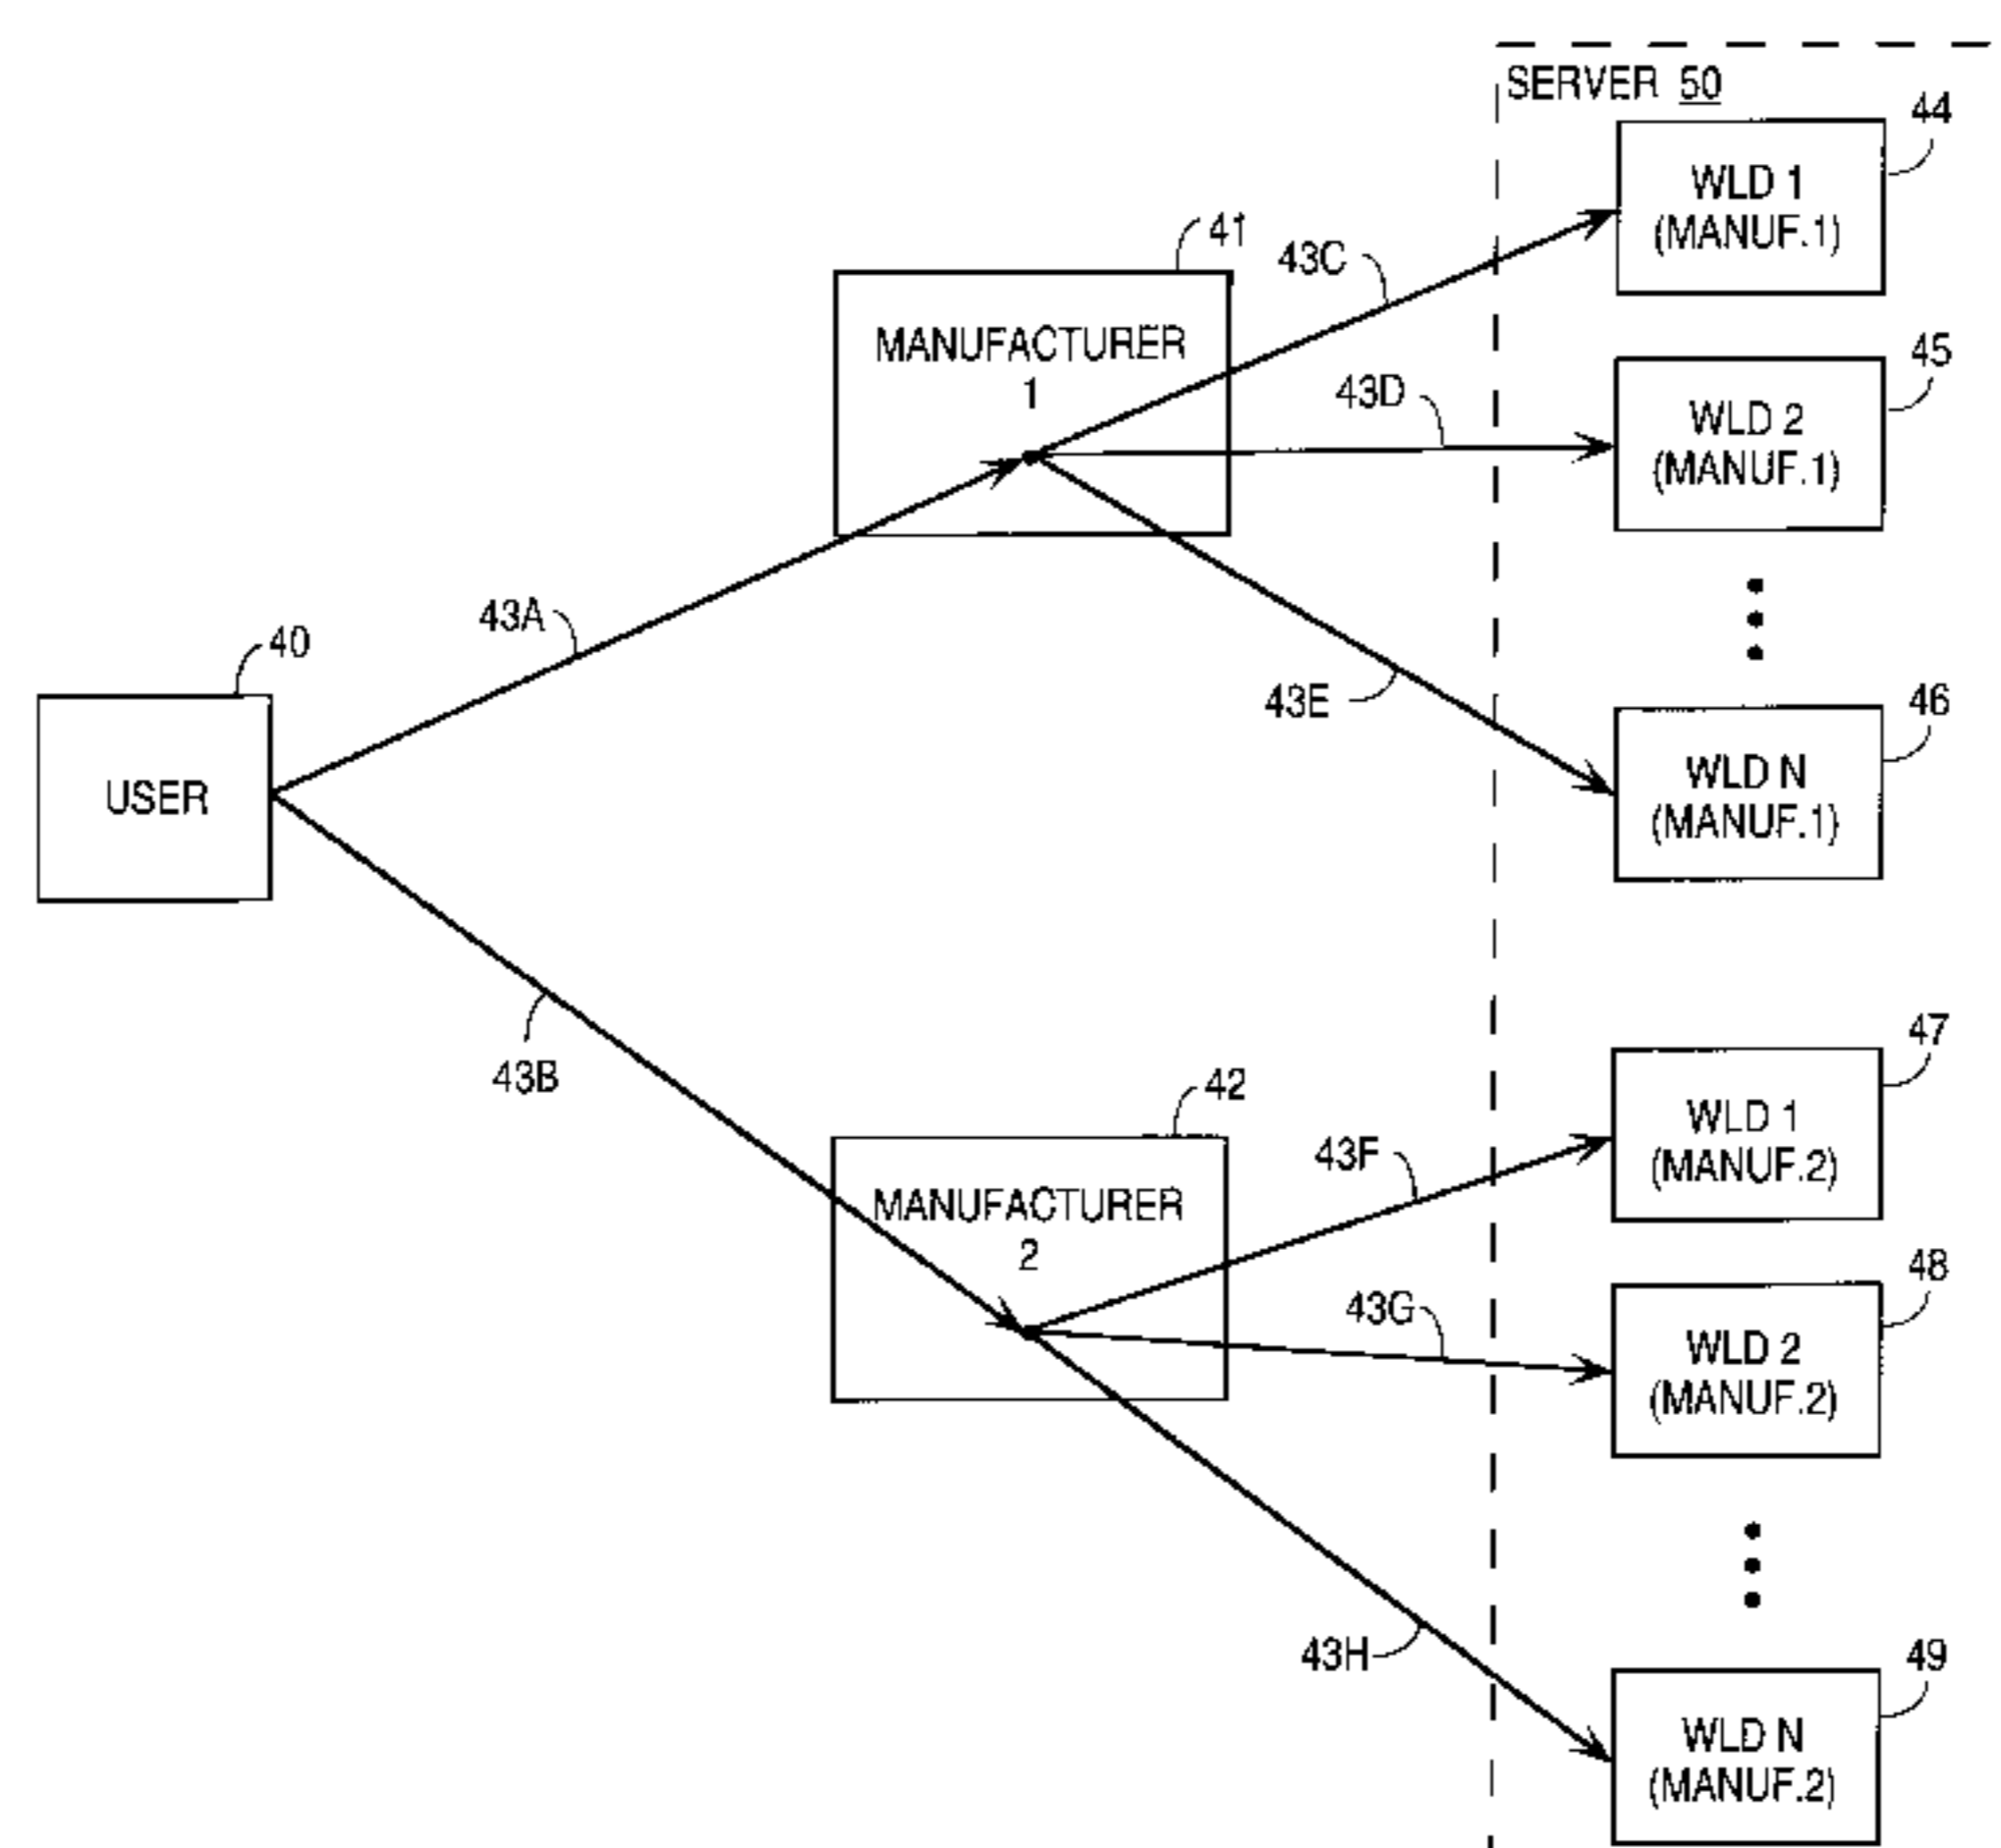 SERVER 50
44
WLD 1
(MANUF.1)
41
43C
MANUFACTURER
1
45
43D
WLD 2
(MANUF.1)
43A
40
43E
46
USER
WLD N
(MANUF.1)
43B
42
47
43F
WLD 1
(MANUF.2)
MANUFACTURER
2
48
43G
WLD 2
(MANUF.2)
43H
49
WLD N
(MANUF.2)